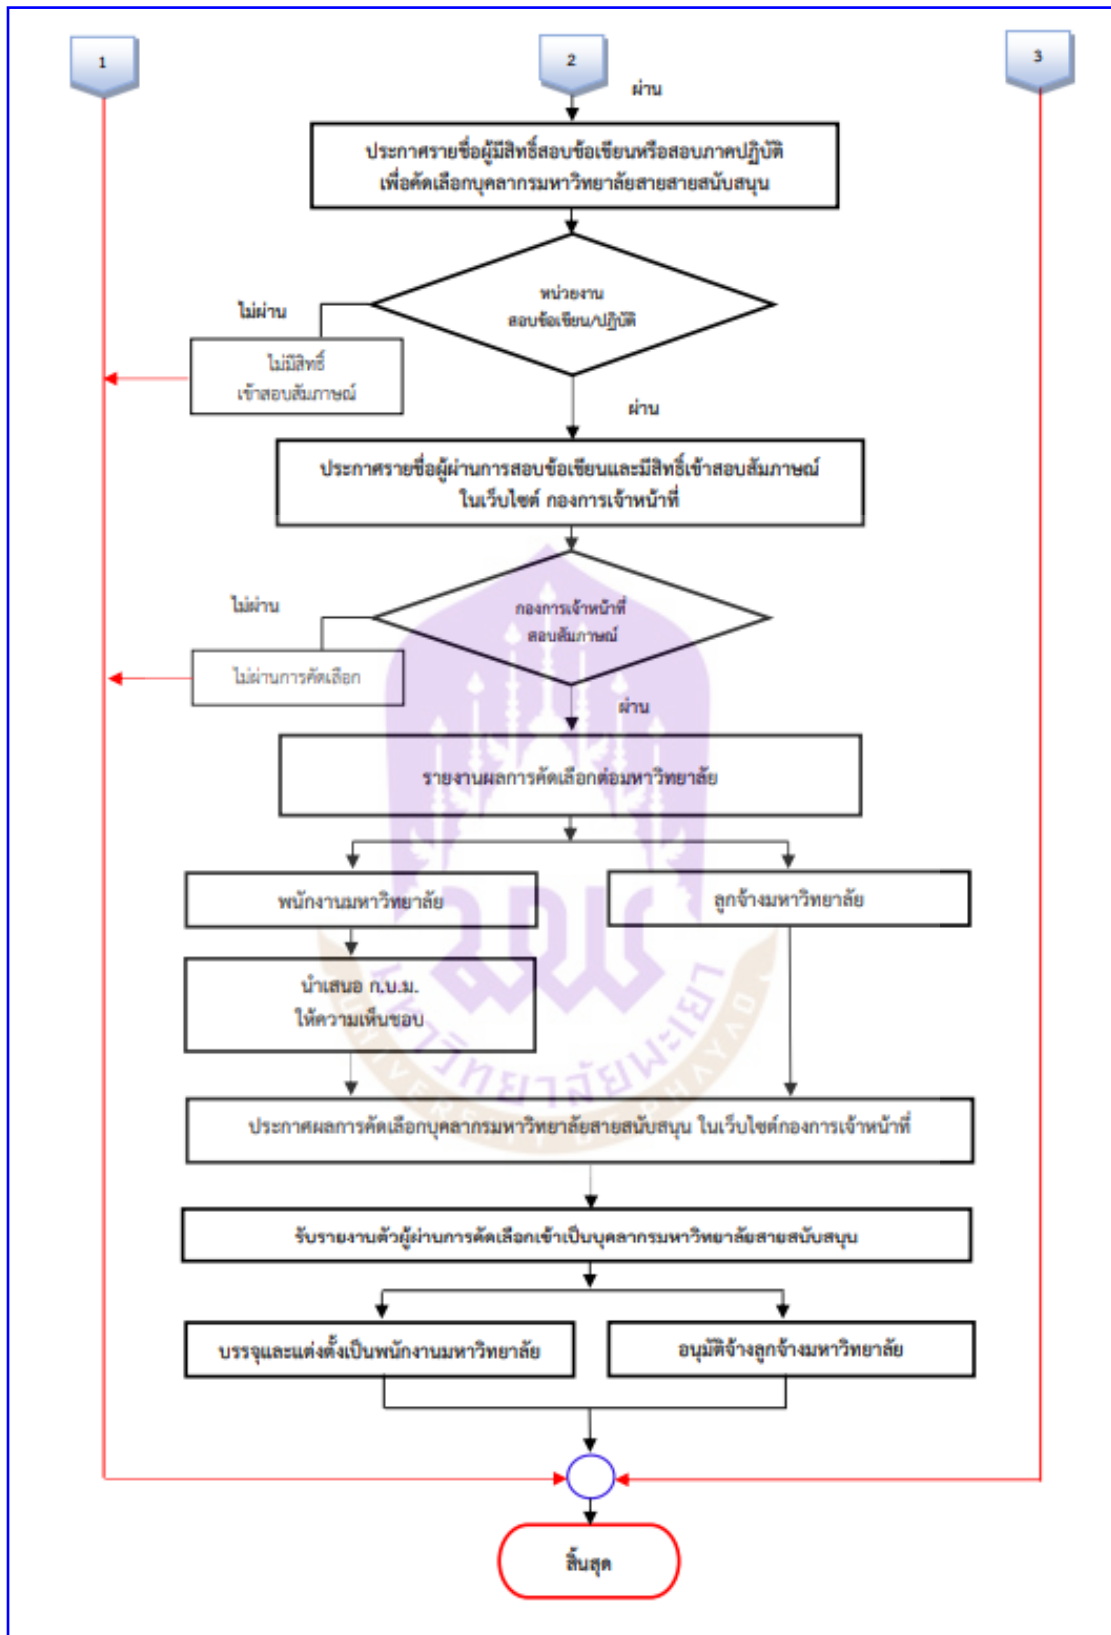 1
2
3
ผ่าน
ประกาศรายชื่อผู้มีสิทธิ์สอบข้อเขียนหรือสอบภาคปฏิบัติ
เพื่อคัดเลือกบุคลากรมหาวิทยาลัยสายสายสนับสนุน
หน่วยงาน
สอบข้อเขียน/ปฏิบัติ
ไม่ผ่าน
ไม่มีสิทธิ์
เข้าสอบสัมภาษณ์
ผ่าน
ประกาศรายชื่อผู้ผ่านการสอบข้อเขียนและมีสิทธิ์เข้าสอบสัมภาษณ์
ในเว็บไซต์ กองการเจ้าหน้าที่
กองการเจ้าหน้าที่
สอบสัมภาษณ์
ไม่ผ่าน
ไม่ผ่านการคัดเลือก
ผ่าน
รายงานผลการคัดเลือกต่อมหาวิทยาลัย
พนักงานมหาวิทยาลัย
ลูกจ้างมหาวิทยาลัย
นำเสนอ ก.บ.ม.
ให้ความเห็นชอบ
มหาวิทยาลัยพะเยา
UNIVERSITY OF PHAYAO
ประกาศผลการคัดเลือกบุคลากรมหาวิทยาลัยสายสนับสนุน ในเว็บไซต์กองการเจ้าหน้าที่
รับรายงานตัวผู้ผ่านการคัดเลือกเข้าเป็นบุคลากรมหาวิทยาลัยสายสนับสนุน
บรรจุและแต่งตั้งเป็นพนักงานมหาวิทยาลัย
อนุมัติจ้างลูกจ้างมหาวิทยาลัย
สิ้นสุด